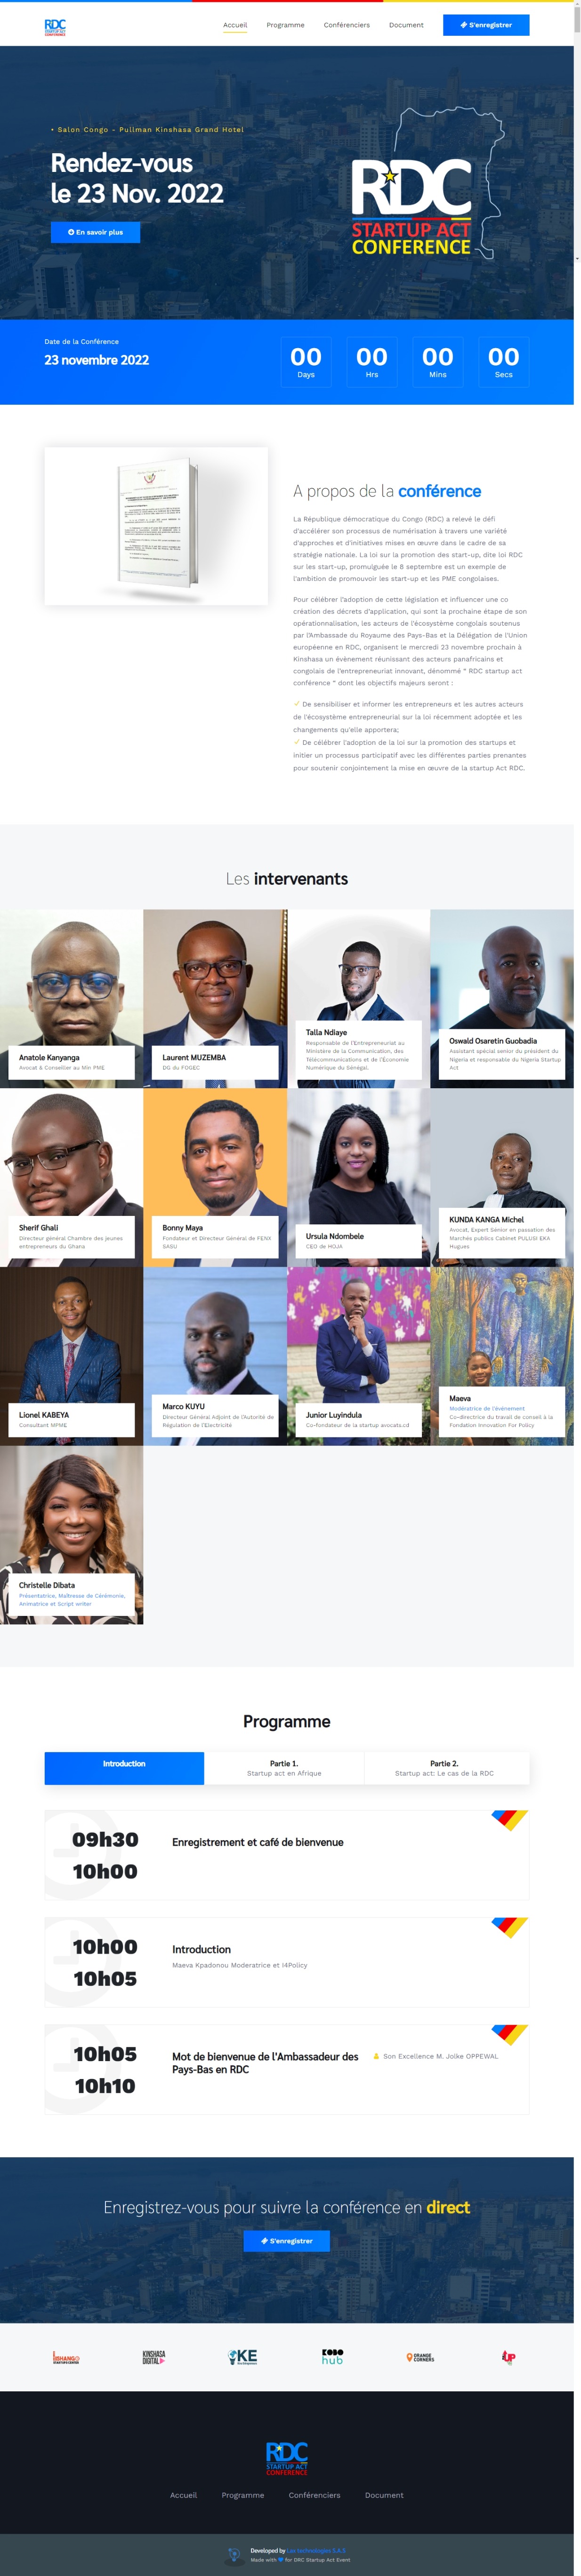 RDC
STARTUP ACT
CONFERENCE
Accueil
Programme
Conférenciers
Document
S'enregistrer
• Salon Congo - Pullman Kinshasa Grand Hotel
Rendez-vous
le 23 Nov. 2022
En savoir plus
RDC
STARTUP ACT
CONFERENCE
Date de la Conférence
23 novembre 2022
00
Days
00
Hrs
00
Mins
00
Secs
A propos de la conférence
La République démocratique du Congo (RDC) a relevé le défi
d'accélérer son processus de numérisation à travers une variété
d'approches et d'initiatives mises en œuvre dans le cadre de sa
stratégie nationale. La loi sur la promotion des start-up, dite loi RDC
sur les start-up, promulguée le 8 septembre est un exemple de
l'ambition de promouvoir les start-up et les PME congolaises.
Pour célébrer l'adoption de cette législation et influencer une co
création des décrets d'application, qui sont la prochaine étape de son
opérationnalisation, les acteurs de l'écosystème congolais soutenus
par l'Ambassade du Royaume des Pays-Bas et la Délégation de l'Union
européenne en RDC, organisent le mercredi 23 novembre prochain à
Kinshasa un évènement réunissant des acteurs panafricains et
congolais de l'entrepreneuriat innovant, dénommé " RDC startup act
conférence " dont les objectifs majeurs seront :
De sensibiliser et informer les entrepreneurs et les autres acteurs
de l'écosystème entrepreneurial sur la loi récemment adoptée et les
changements qu'elle apportera;
De célébrer l'adoption de la loi sur la promotion des startups et
initier un processus participatif avec les différentes parties prenantes
pour soutenir conjointement la mise en œuvre de la startup Act RDC.
Les intervenants
Anatole Kanyanga
Avocat & Conseiller au Min PME
Laurent MUZEMBA
DG du FOGEC
Talla Ndiaye
Responsable de l'Entrepreneuriat au
Ministère de la Communication, des
Télécommunications et de l'Économie
Numérique du Sénégal.
Oswald Osaretin Guobadia
Assistant spécial senior du président du
Nigeria et responsable du Nigeria Startup
Act
Sherif Ghali
Directeur général Chambre des jeunes
entrepreneurs du Ghana
Bonny Maya
Fondateur et Directeur Général de FENX
SASU
Ursula Ndombele
CEO de HOJA
KUNDA KANGA Michel
Avocat, Expert Sénior en passation des
Marchés publics Cabinet PULUSI EKA
Hugues
Lionel KABEYA
Consultant MPME
Marco KUYU
Directeur Général Adjoint de l'Autorité de
Régulation de l'Electricité
Junior Luyindula
Co-fondateur de la startup avocats.cd
Maeva
Modératrice de l'événement
Co-directrice du travail de conseil à la
Fondation Innovation For Policy
Christelle Dibata
Présentatrice, Maîtresse de Cérémonie,
Animatrice et Script writer
Programme
Introduction
Partie 1.
Startup act en Afrique
Partie 2.
Startup act: Le cas de la RDC
09h30
10h00
Enregistrement et café de bienvenue
10h00
10h05
Introduction
Maeva Kpadonou Moderatrice et I4Policy
10h05
10h10
Mot de bienvenue de l'Ambassadeur des
Pays-Bas en RDC
Son Excellence M. Jolke OPPEWAL
Enregistrez-vous pour suivre la conférence en direct
S'enregistrer
ISHANGO
KINSHASA
DIGITAL
OKE
KOBO
hub
ORANGE
CORNERS
UP
RDC
STARTUP ACT
CONFERENCE
Accueil
Programme
Conférenciers
Document
Developed by Lax technologies S.A.S
Made with for DRC Startup Act Event